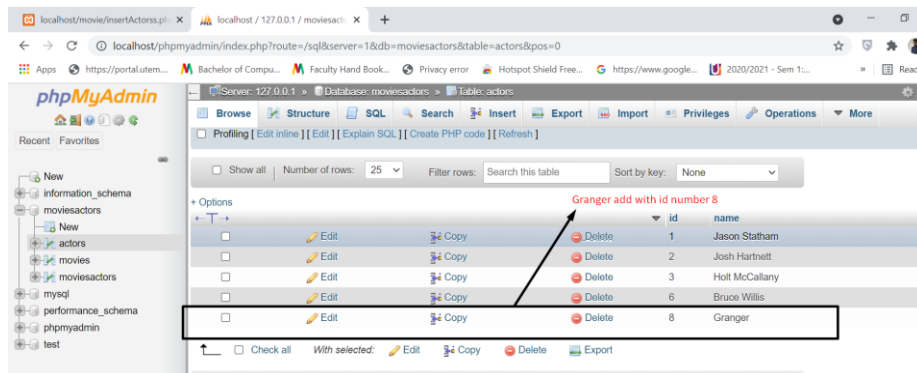 localhost/movie/insertActorss.ph
localhost / 127.0.0.1 / moviesact
localhost/phpmyadmin/index.php?route=/sql&server=1&db=moviesactors&table=actors&pos=0
Apps https://portal.utem.... Bachelor of Compu... Faculty Hand Book... Privacy error Hotspot Shield Free... https://www.google... 2020/2021 - Sem 1:... » Read
phpMyAdmin
Recent Favorites
New
information_schema
moviesactors
New
actors
movies
moviesactors
mysql
performance_schema
phpmyadmin
test
Server: 127.0.0.1 » Database: moviesactors » Table: actors
Browse Structure SQL Search Insert Export Import Privileges Operations More
Profiling [ Edit inline ] [ Edit ] [ Explain SQL ] [ Create PHP code ] [ Refresh ]
Show all Number of rows: 25 Filter rows: Search this table Sort by key: None
+ Options
Granger add with id number 8
id name
Edit Copy Delete 1 Jason Statham
Edit Copy Delete 2 Josh Hartnett
Edit Copy Delete 3 Holt McCallany
Edit Copy Delete 6 Bruce Willis
Edit Copy Delete 8 Granger
Check all With selected: Edit Copy Delete Export